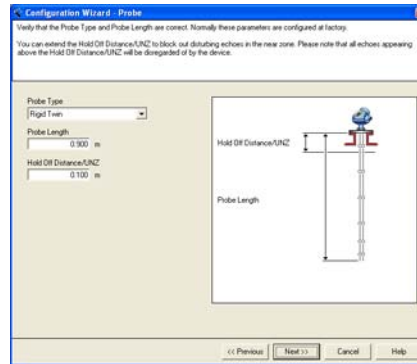 Configuration Wizard - Probe
Verify that the Probe Type and Probe Length are correct. Normally these parameters are configured at factory.
You can extend the Hold Off Distance/UNZ to block out disturbing echoes in the near zone. Please note that all echoes appearing
above the Hold Off Distance/UNZ will be disregarded of by the device.
Probe Type
Rigid Twin
Probe Length
0.900 m
Hold Off Distance/UNZ
0.100 m
Hold Off Distance/UNZ
Probe Length
<< Previous
Next >>
Cancel
Help